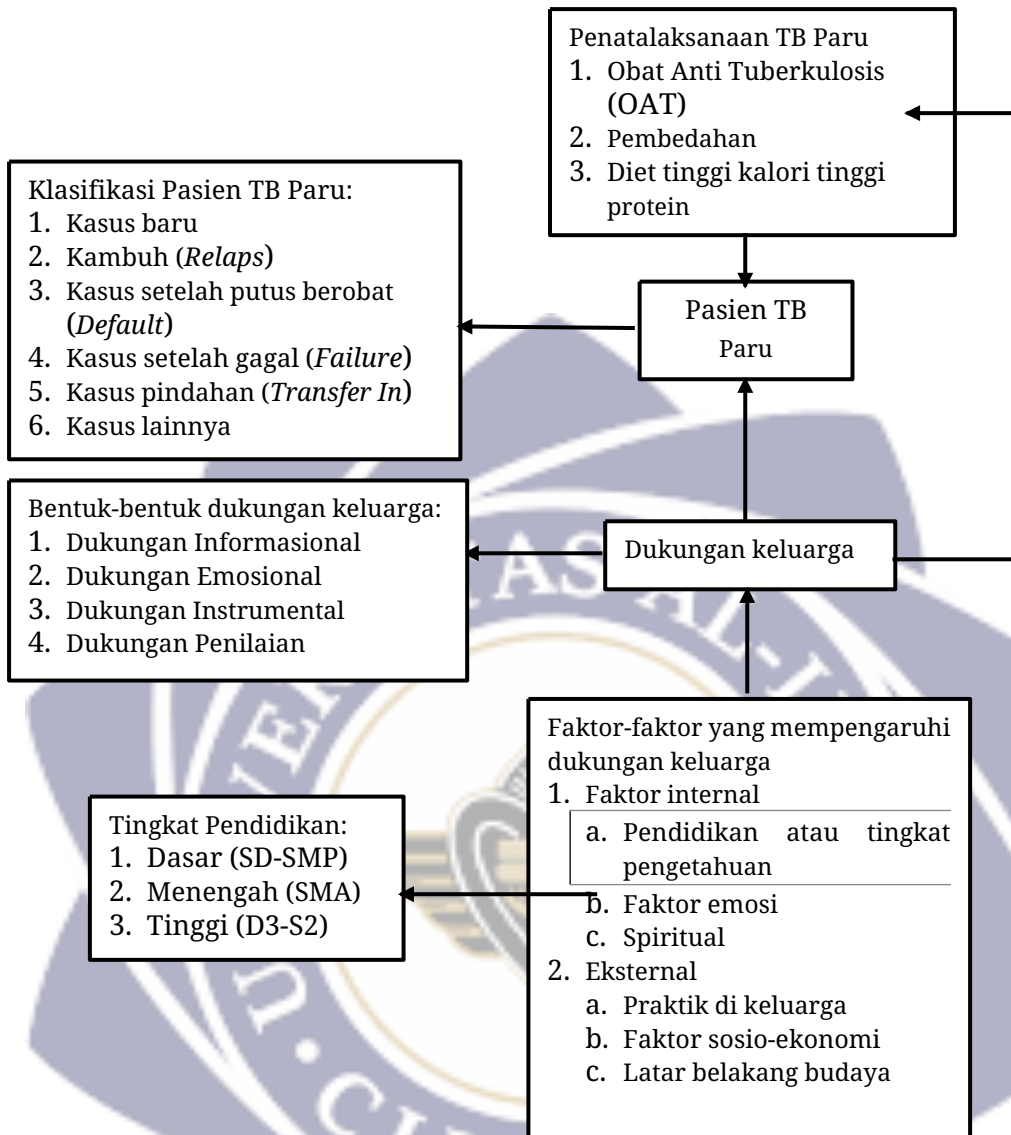 Penatalaksanaan TB Paru
1. Obat Anti Tuberkulosis
(OAT)
2. Pembedahan
3. Diet tinggi kalori tinggi
protein
Klasifikasi Pasien TB Paru:
1. Kasus baru
2. Kambuh (Relaps)
3. Kasus setelah putus berobat
(Default)
4. Kasus setelah gagal (Failure)
5. Kasus pindahan (Transfer In)
6. Kasus lainnya
Pasien TB
Paru
Bentuk-bentuk dukungan keluarga:
1. Dukungan Informasional
2. Dukungan Emosional
3. Dukungan Instrumental
4. Dukungan Penilaian
Dukungan keluarga
Faktor-faktor yang mempengaruhi
dukungan keluarga
1. Faktor internal
a. Pendidikan atau tingkat
pengetahuan
b. Faktor emosi
c. Spiritual
2. Eksternal
a. Praktik di keluarga
b. Faktor sosio-ekonomi
c. Latar belakang budaya
Tingkat Pendidikan:
1. Dasar (SD-SMP)
2. Menengah (SMA)
3. Tinggi (D3-S2)